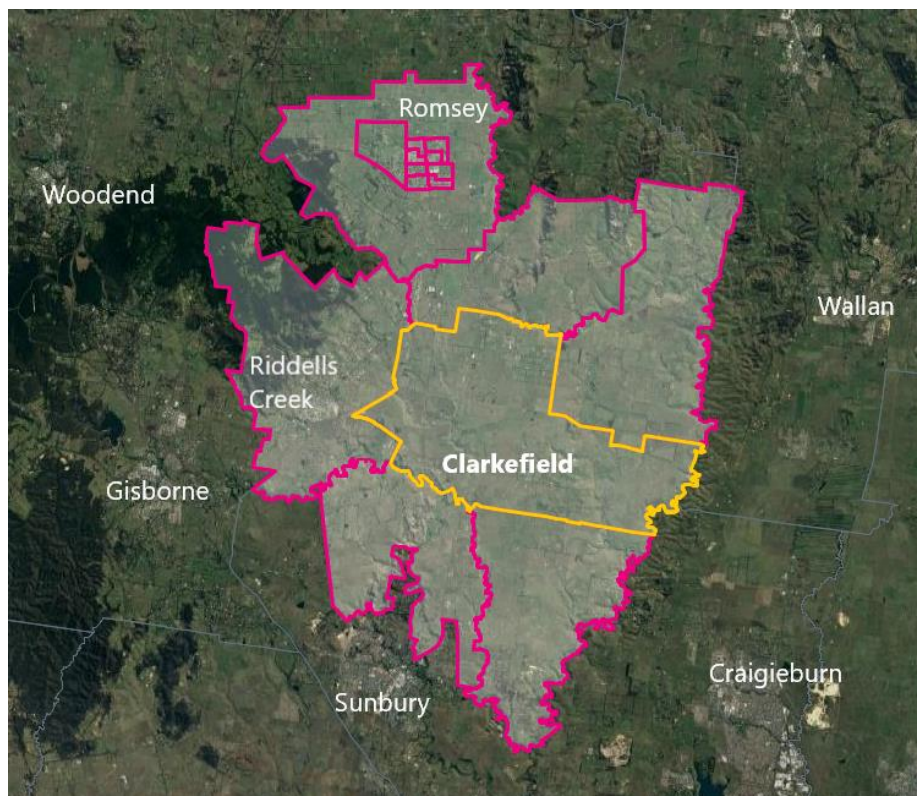 Romsey
Woodend
Wallan
Riddells
Creek
Clarkefield
Gisborne
Craigieburn
Sunbury